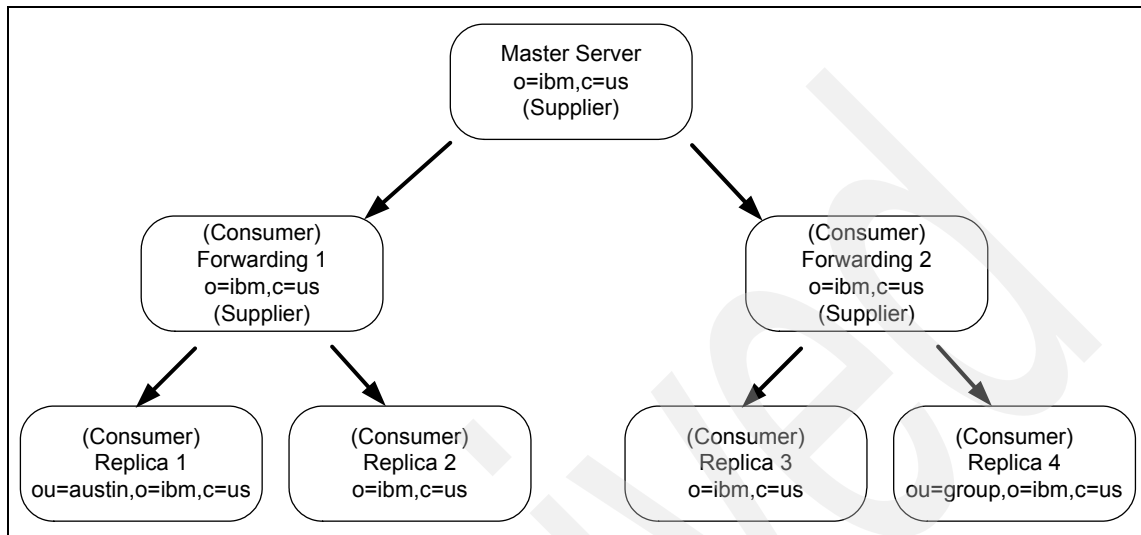 Master Server
o=ibm,c=us
(Supplier)
(Consumer)
Forwarding 1
o=ibm,c=us
(Supplier)
(Consumer)
Forwarding 2
o=ibm,c=us
(Supplier)
(Consumer)
Replica 1
ou=austin,o=ibm,c=us
(Consumer)
Replica 2
o=ibm,c=us
(Consumer)
Replica 3
o=ibm,c=us
(Consumer)
Replica 4
ou=group,o=ibm,c=us